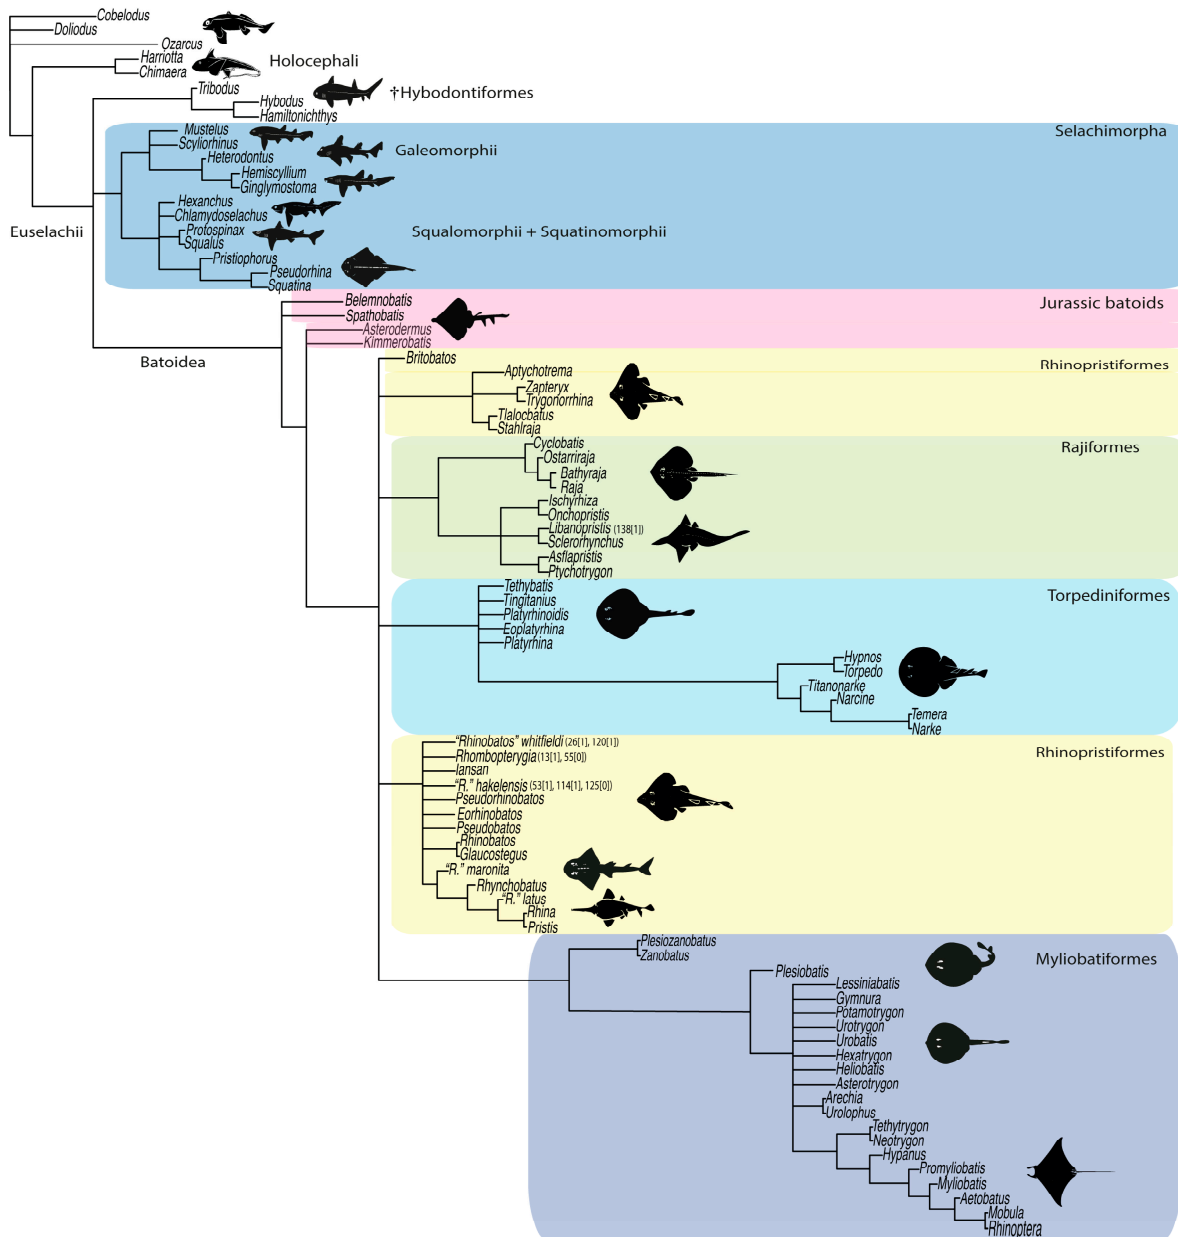 Cobelodus
Doliodus
Ozarcus
Harriotta
Holocephali
Chimaera
Tribodus
†Hybodontiformes
Hybodus
Hamiltonichthys
Selachimorpha
Mustelus
Scyliorhinus
Galeomorphii
Heterodontus
Hemiscyllium
Ginglymostoma
Hexanchus
Chlamydoselachus
Euselachii
Protospinax
Squalomorphii + Squatinomorphii
Squalus
Pristiophorus
Pseudorhina
Squatina
Belemnobatis
Jurassic batoids
Spathobatis
Asterodermus
Kimmerobatis
Batoidea
Britobatos
Rhinopristiformes
Aptychotrema
Zapteryx
Trygonorrhina
Tlalocbatus
Stahlraja
Cyclobatis
Rajiformes
Ostarriraja
Bathyraja
Raja
Ischyrhiza
Onchopristis
Libanopristis (138[1])
Sclerorhynchus
Asflapristis
Ptychotrygon
Tethybatis
Torpediniformes
Tingitanius
Platyrhinoidis
Eoplatyrhina
Platyrhina
Hypnos
Torpedo
Titanonarke
Narcine
Temera
Narke
"Rhinobatos" whitfieldi (26[1], 120[1])
Rhinopristiformes
Rhombopterygia (13[1], 55[0])
Iansan
"R." hakelensis (53[1], 114[1], 125[0])
Pseudorhinobatos
Eorhinobatos
Pseudobatos
Rhinobatos
Glaucostegus
"R." maronita
Rhynchobatus
"R." latus
Rhina
Pristis
Plesiozanobatus
Zanobatus
Myliobatiformes
Plesiobatis
Lessiniabatis
Gymnura
Potamotrygon
Urotrygon
Urobatis
Hexatrygon
Heliobatis
Asterotrygon
Arechia
Urolophus
Tethytrygon
Neotrygon
Hypanus
Promyliobatis
Myliobatis
Aetobatus
Mobula
Rhinoptera